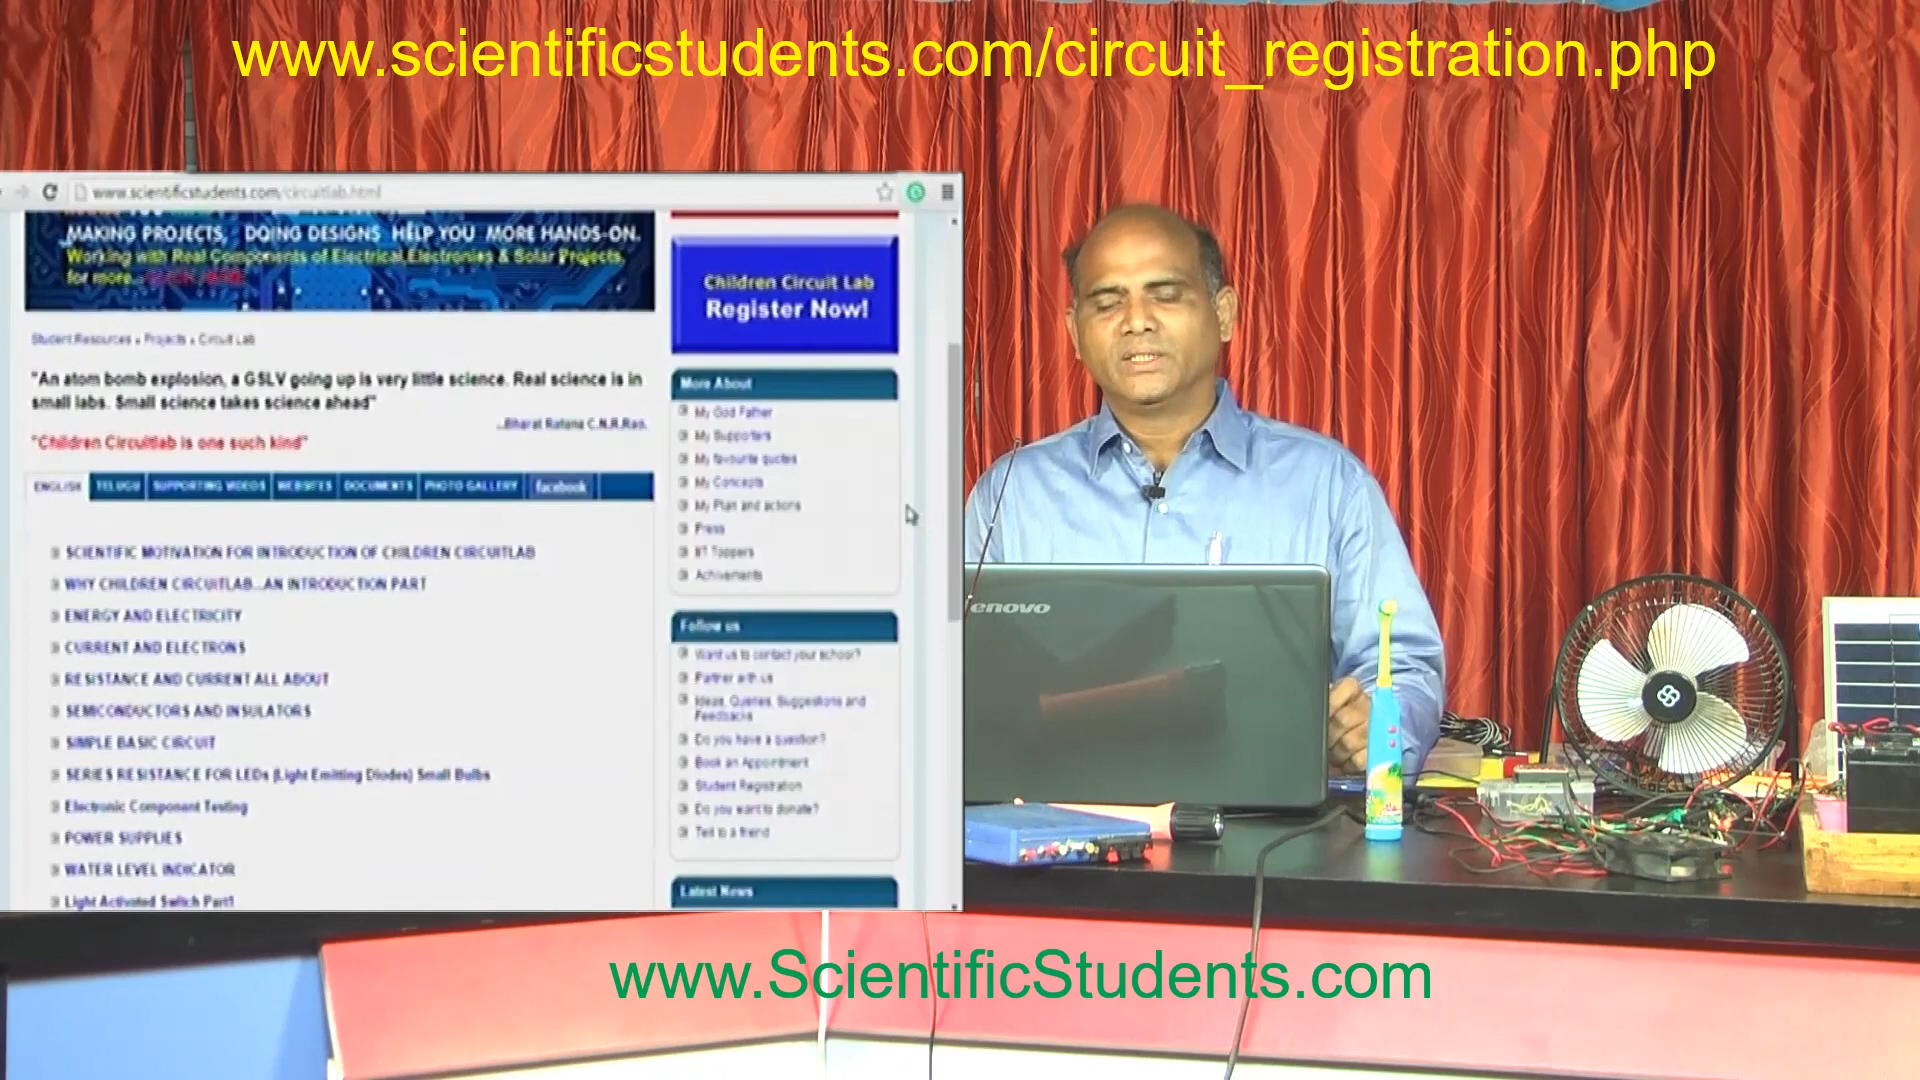 www.scientificstudents.com/circuit_registration.php
www.scientificstudents.com/circuitlab.html
MAKING PROJECTS, DOING DESIGNS HELP YOU MORE HANDS-ON.
Working with Real Components of Electrical,Electronics & Solar Projects.
for more...
Student Resources » Projects » Circuit Lab
"An atom bomb explosion, a GSLV going up is very little science. Real science is in
small labs. Small science takes science ahead"
...Bharat Ratana C.N.R.Rao.
"Children Circuitlab is one such kind"
ENGLISH TELUGU SUPPORTING VIDEOS WEBSITES DOCUMENTS PHOTO GALLERY facebook
SCIENTIFIC MOTIVATION FOR INTRODUCTION OF CHILDREN CIRCUITLAB
WHY CHILDREN CIRCUITLAB...AN INTRODUCTION PART
ENERGY AND ELECTRICITY
CURRENT AND ELECTRONS
RESISTANCE AND CURRENT ALL ABOUT
SEMICONDUCTORS AND INSULATORS
SIMPLE BASIC CIRCUIT
SERIES RESISTANCE FOR LEDs (Light Emitting Diodes) Small Bulbs
Electronic Component Testing
POWER SUPPLIES
WATER LEVEL INDICATOR
Light Activated Switch Part1
Children Circuit Lab
Register Now!
More About
My God Father
My Supporters
My favourite quotes
My Concepts
My Plan and actions
Press
IIT Toppers
Achivements
Follow us
Want us to contact your school?
Partner with us
Ideas, Queries, Suggestions and
Feedbacks
Do you have a question?
Book an Appointment
Student Registration
Do you want to donate?
Tell to a friend
Latest News
enovo
www.ScientificStudents.com